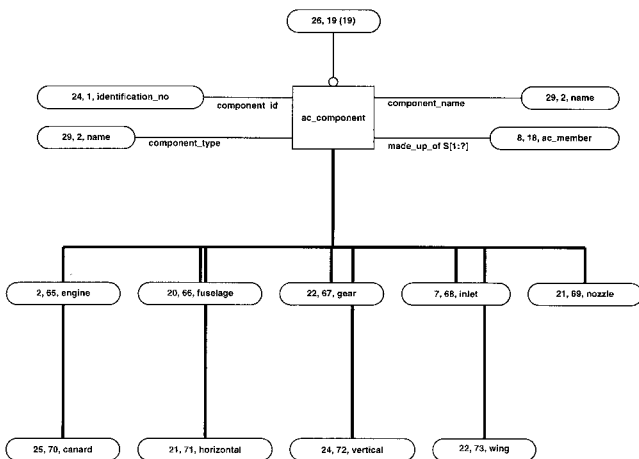 26, 19 (19)
24, 1, identification_no
component_id
component_name
29, 2, name
ac_component
29, 2, name
component_type
made_up_of S[1:?]
8, 18, ac_member
2, 65, engine
20, 66, fuselage
22, 67, gear
7, 68, inlet
21, 69, nozzle
25, 70, canard
21, 71, horizontal
24, 72, vertical
22, 73, wing